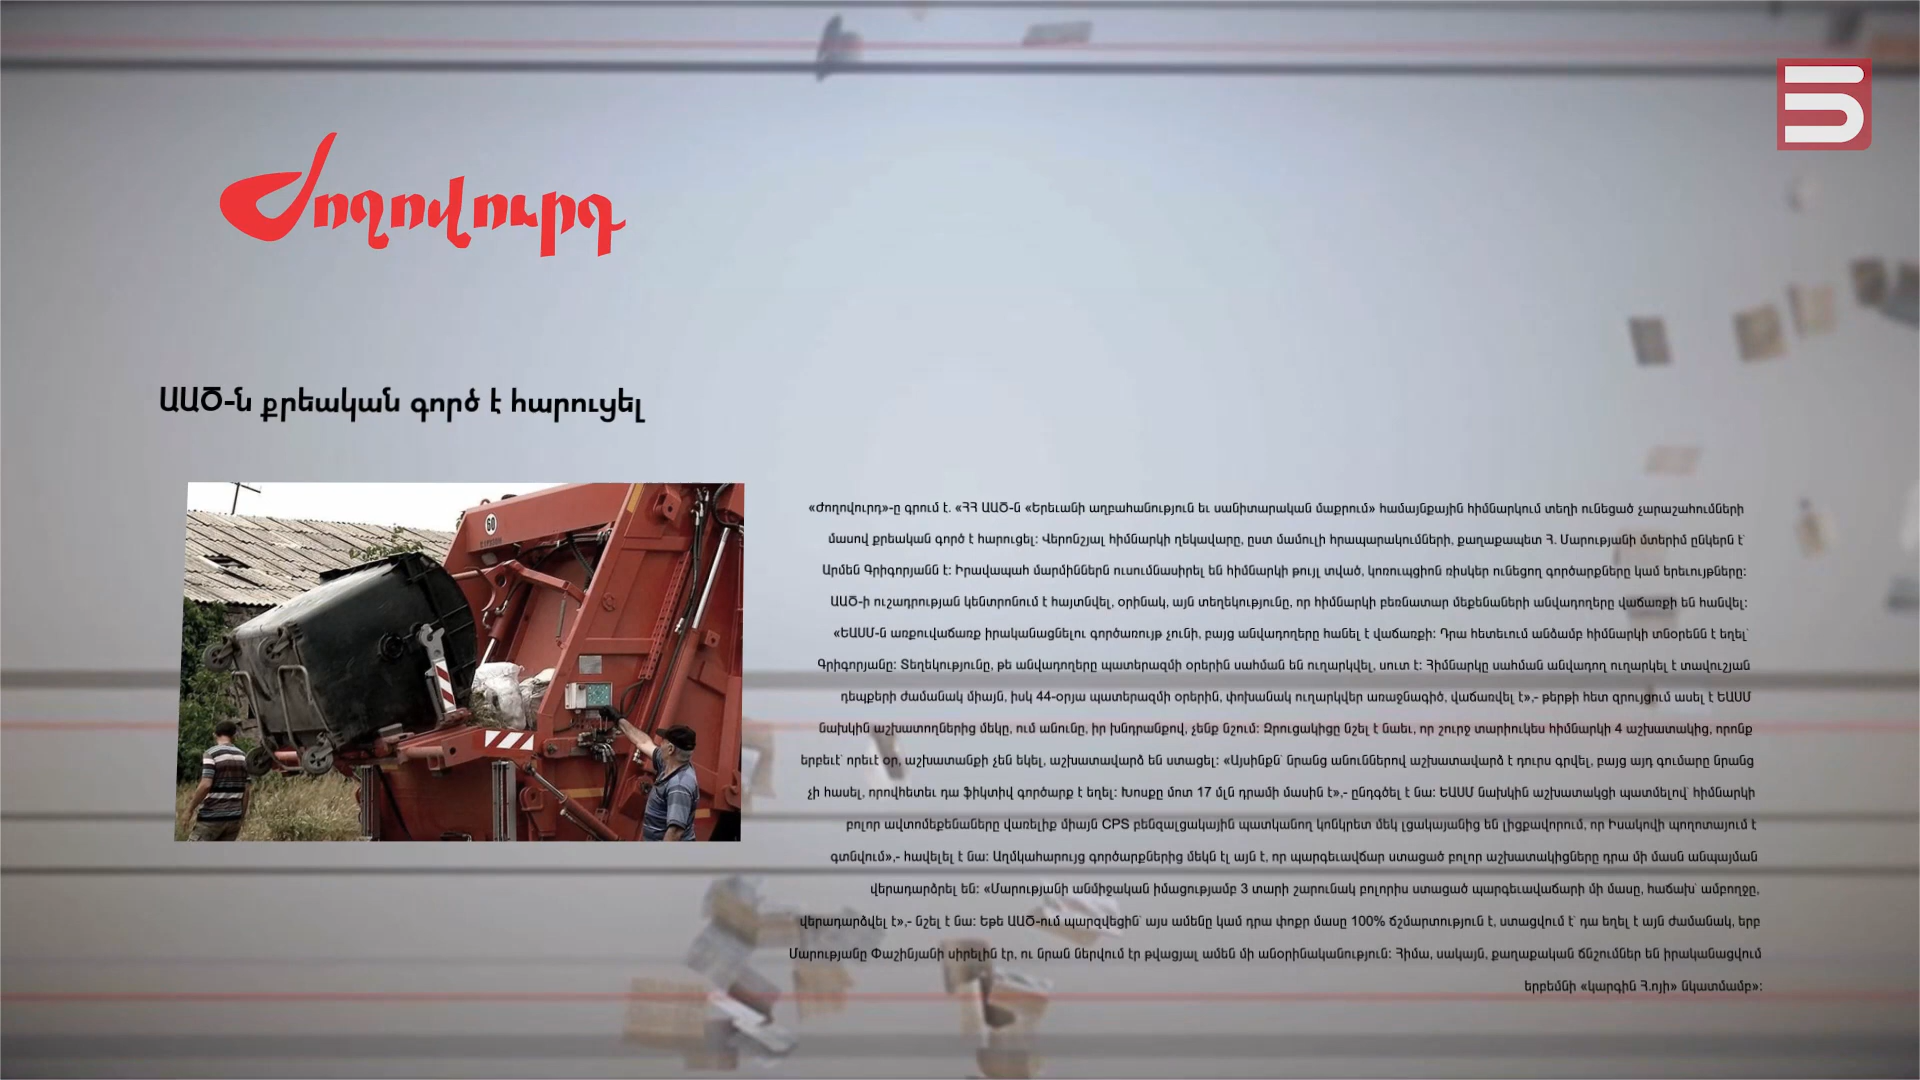 Ժողովուրդ
ԱԱԾ-ն քրեական գործ է հարուցել
60
«Ժողովուրդ»-ը գրում է. «ՀՀ ԱԱԾ-ն «Երեւանի աղբահանություն եւ սանիտարական մաքրում» համայնքային հիմնարկում տեղի ունեցած չարաշահումների
մասով քրեական գործ է հարուցել: Վերոնշյալ հիմնարկի ղեկավարը, ըստ մամուլի հրապարակումների, քաղաքապետ Հ. Մարությանի մտերիմ ընկերն է՝
Արմեն Գրիգորյանն է: Իրավապահ մարմիններն ուսումնասիրել են հիմնարկի թույլ տված, կոռուպցիոն ռիսկեր ունեցող գործարքները կամ երեւույթները:
ԱԱԾ-ի ուշադրության կենտրոնում է հայտնվել, օրինակ, այն տեղեկությունը, որ հիմնարկի բեռնատար մեքենաների անվադողերը վաճառքի են հանվել:
«ԵԱՍՄ-ն առքուվաճառք իրականացնելու գործառույթ չունի, բայց անվադողերը հանել է վաճառքի: Դրա հետեւում անձամբ հիմնարկի տնօրենն է եղել՝
Գրիգորյանը: Տեղեկությունը, թե անվադողերը պատերազմի օրերին սահման են ուղարկվել, սուտ է: Հիմնարկը սահման անվադող ուղարկել է տավուշյան
դեպքերի ժամանակ միայն, իսկ 44-օրյա պատերազմի օրերին, փոխանակ ուղարկվեր առաջնագիծ, վաճառվել է»,- թերթի հետ զրույցում ասել է ԵԱՍՄ
նախկին աշխատողներից մեկը, ում անունը, իր խնդրանքով, չենք նշում: Զրուցակիցը նշել է նաեւ, որ շուրջ տարիուկես հիմնարկի 4 աշխատակից, որոնք
երբեւէ՝ որեւէ օր, աշխատանքի չեն եկել, աշխատավարձ են ստացել: «Այսինքն՝ նրանց անուններով աշխատավարձ է դուրս գրվել, բայց այդ գումարը նրանց
չի հասել, որովհետեւ դա ֆիկտիվ գործարք է եղել: Խոսքը մոտ 17 մլն դրամի մասին է»,- ընդգծել է նա: ԵԱՍՄ նախկին աշխատակցի պատմելով՝ հիմնարկի
բոլոր ավտոմեքենաները վառելիք միայն CPS բենզալցակային պատկանող կոնկրետ մեկ լցակայանից են լիցքավորում, որ Իսակովի պողոտայում է
գտնվում»,- հավելել է նա: Աղմկահարույց գործարքներից մեկն էլ այն է, որ պարգեւավճար ստացած բոլոր աշխատակիցները դրա մի մասն անպայման
վերադարձրել են: «Մարությանի անմիջական իմացությամբ 3 տարի շարունակ բոլորիս ստացած պարգեւավաճարի մի մասը, հաճախ՝ ամբողջը,
վերադարձվել է»,- նշել է նա: Եթե ԱԱԾ-ում պարզվեցին՝ այս ամենը կամ դրա փոքր մասը 100% ճշմարտություն է, ստացվում է՝ դա եղել է այն ժամանակ, երբ
Մարությանը Փաշինյանի սիրելին էր, ու նրան ներվում էր թվացյալ ամեն մի անօրինականություն: Հիմա, սակայն, քաղաքական ճնշումներ են իրականացվում
երբեմնի «կարգին Հ.ոյի» նկատմամբ»: